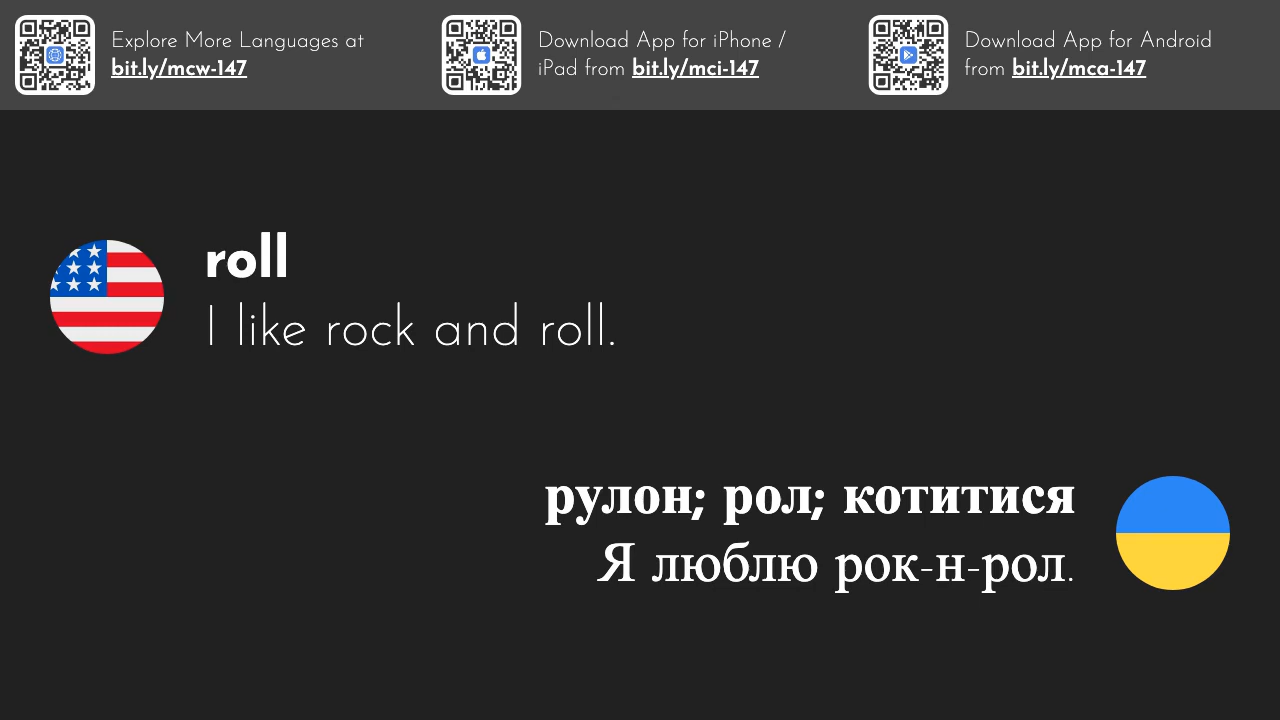 Explore More Languages at
bit.ly/mcw-147
Download App for iPhone /
iPad from bit.ly/mci-147
Download App for Android
from bit.ly/mca-147
roll
I like rock and roll.
рулон; рол; котитися
Я люблю рок-н-рол.